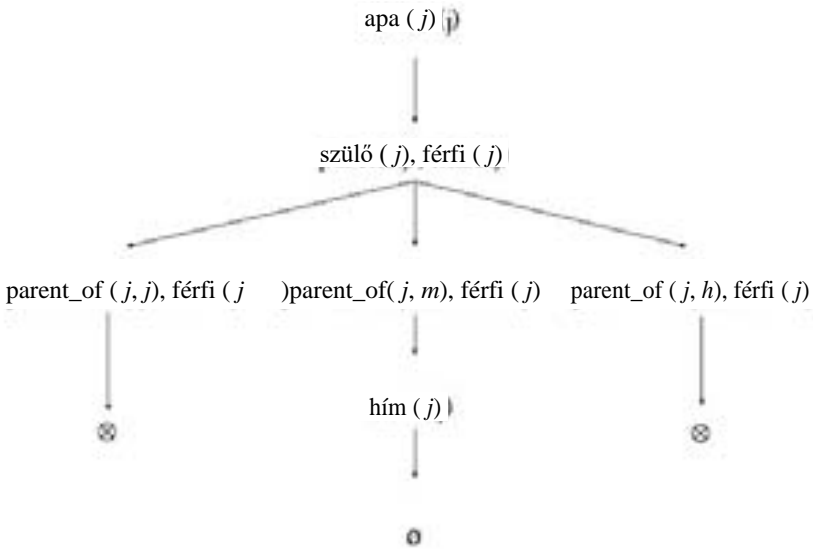 apa ( j)
szülő ( j), férfi ( j)
parent_of ( j, j), férfi ( j )parent_of( j, m), férfi ( j) parent_of ( j, h), férfi ( j)
⊗ hím ( j) ⊗